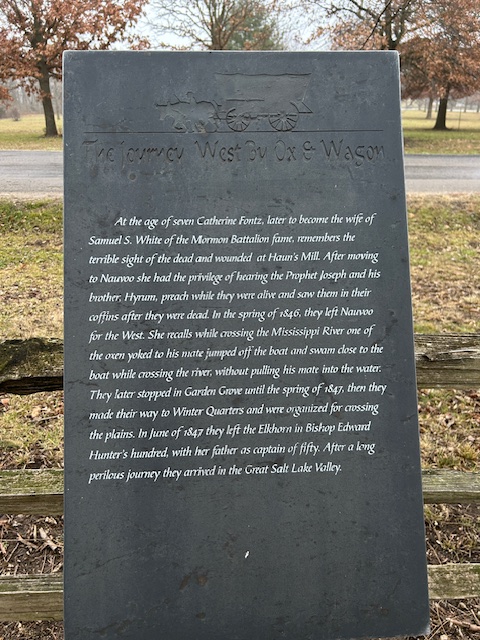 The Journey West By Ox & Wagon
At the age of seven Catherine Fontz, later to become the wife of
Samuel S. White of the Mormon Battalion fame, remembers the
terrible sight of the dead and wounded at Haun's Mill. After moving
to Nauvoo she had the privilege of hearing the Prophet Joseph and his
brother, Hyrum, preach while they were alive and saw them in their
coffins after they were dead. In the spring of 1846, they left Nauvoo
for the West. She recalls while crossing the Mississippi River one of
the oxen yoked to his mate jumped off the boat and swam close to the
boat while crossing the river, without pulling his mate into the water.
They later stopped in Garden Grove until the spring of 1847, then they
made their way to Winter Quarters and were organized for crossing
the plains. In June of 1847 they left the Elkhorn in Bishop Edward
Hunter's hundred, with her father as captain of fifty. After a long
perilous journey they arrived in the Great Salt Lake Valley.